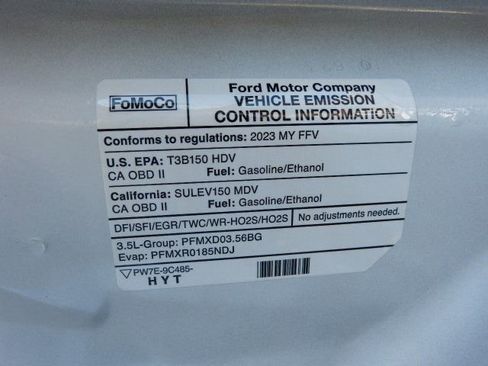 FoMoCo
Ford Motor Company
VEHICLE EMISSION
CONTROL INFORMATION
Conforms to regulations: 2023 MY FFV
U.S. EPA: T3B150 HDV
CA OBD II Fuel: Gasoline/Ethanol
California: SULEV150 MDV
CA OBD II Fuel: Gasoline/Ethanol
DFI/SFI/EGR/TWC/WR-HO2S/HO2S No adjustments needed.
3.5L-Group: PFMXD03.56BG
Evap: PFMXR0185NDJ
PW7E-9C485-
HYT